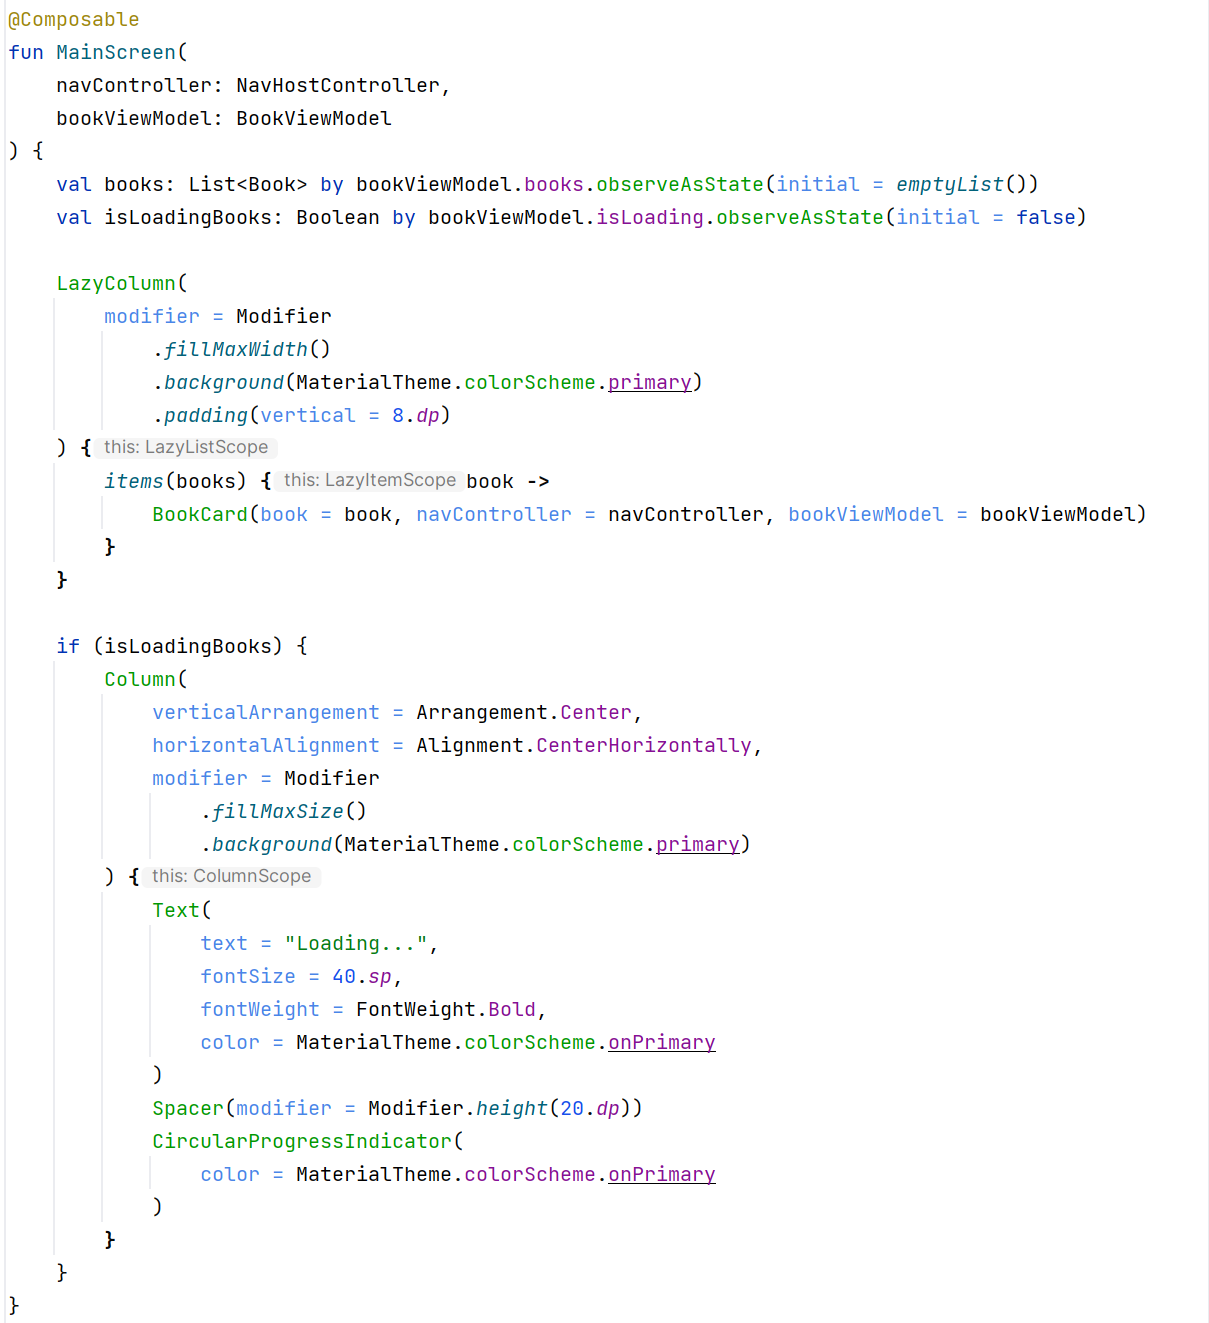 @Composable
fun MainScreen(
    navController: NavHostController,
    bookViewModel: BookViewModel
) {
    val books: List<Book> by bookViewModel.books.observeAsState(initial = emptyList())
    val isLoadingBooks: Boolean by bookViewModel.isLoading.observeAsState(initial = false)

    LazyColumn(
        modifier = Modifier
            .fillMaxWidth()
            .background(MaterialTheme.colorScheme.primary)
            .padding(vertical = 8.dp)
    ) { this: LazyListScope
        items(books) { this: LazyItemScope book ->
            BookCard(book = book, navController = navController, bookViewModel = bookViewModel)
        }
    }

    if (isLoadingBooks) {
        Column(
            verticalArrangement = Arrangement.Center,
            horizontalAlignment = Alignment.CenterHorizontally,
            modifier = Modifier
                .fillMaxSize()
                .background(MaterialTheme.colorScheme.primary)
        ) { this: ColumnScope
            Text(
                text = "Loading...",
                fontSize = 40.sp,
                fontWeight = FontWeight.Bold,
                color = MaterialTheme.colorScheme.onPrimary
            )
            Spacer(modifier = Modifier.height(20.dp))
            CircularProgressIndicator(
                color = MaterialTheme.colorScheme.onPrimary
            )
        }
    }
}